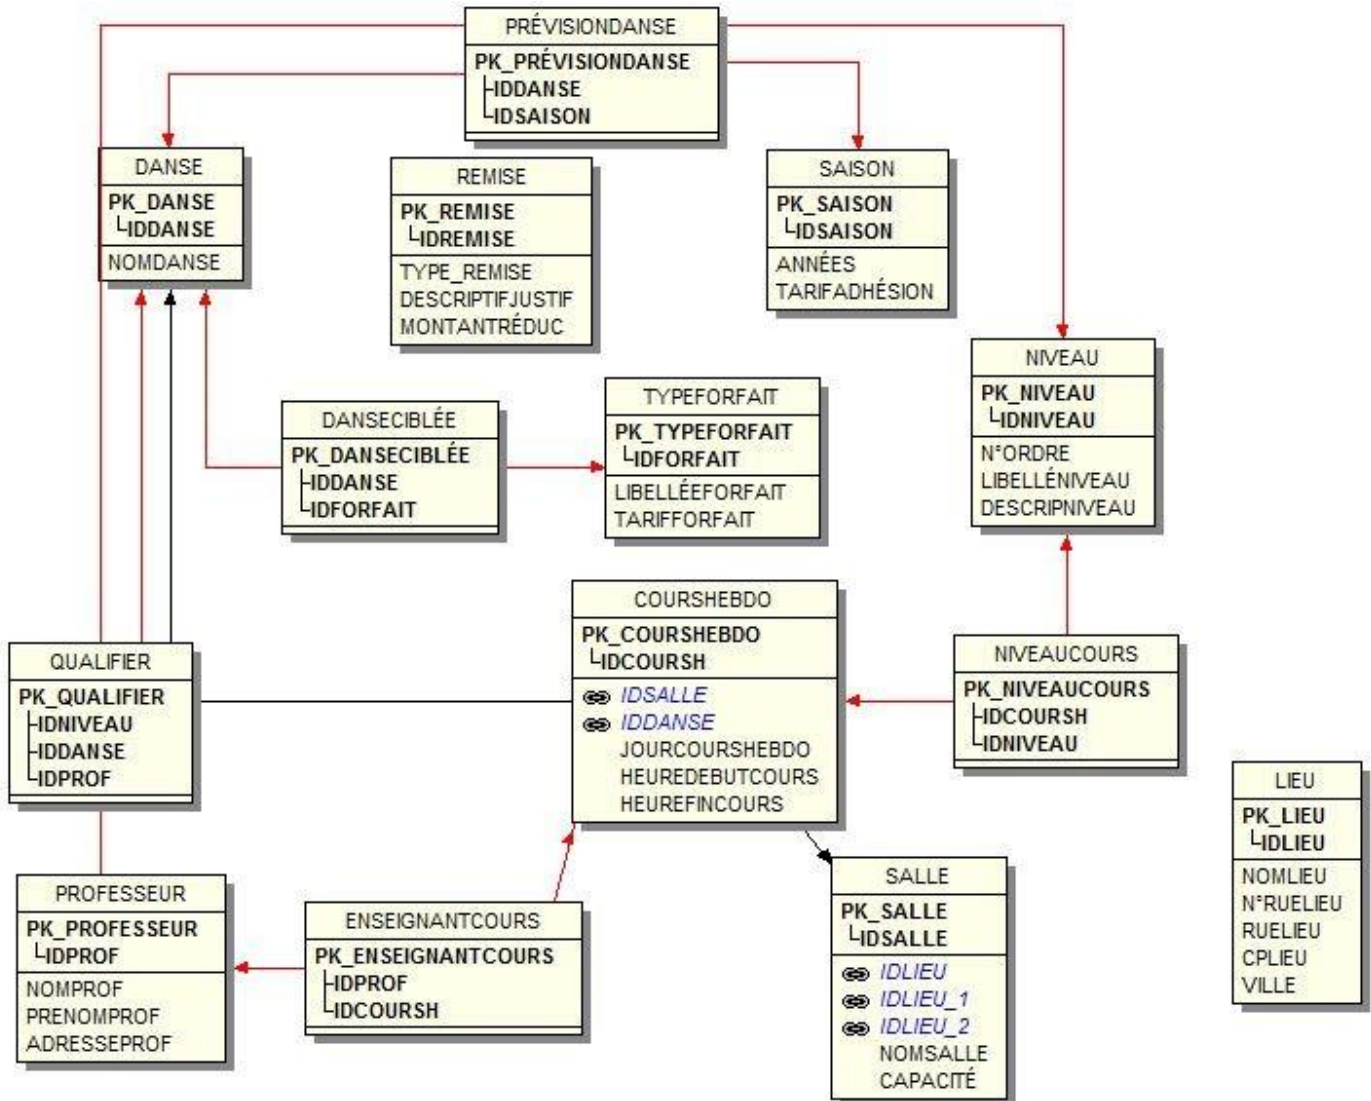 PRÉVISIONDANSE
PK_PRÉVISIONDANSE
IDDANSE
IDSAISON
DANSE
PK_DANSE
IDDANSE
NOMDANSE
REMISE
PK_REMISE
IDREMISE
TYPE_REMISE
DESCRIPTIFJUSTIF
MONTANTRÉDUC
SAISON
PK_SAISON
IDSAISON
ANNÉES
TARIFADHÉSION
NIVEAU
PK_NIVEAU
IDNIVEAU
N°ORDRE
LIBELLÉNIVEAU
DESCRIPNIVEAU
DANSECIBLÉE
PK_DANSECIBLÉE
IDDANSE
IDFORFAIT
TYPEFORFAIT
PK_TYPEFORFAIT
IDFORFAIT
LIBELLÉEFORFAIT
TARIFFORFAIT
QUALIFIER
PK_QUALIFIER
IDNIVEAU
IDDANSE
IDPROF
COURSHEBDO
PK_COURSHEBDO
IDCOURSH
IDSALLE
IDDANSE
JOURCOURSHEBDO
HEUREDEBUTCOURS
HEUREFINCOURS
NIVEAUCOURS
PK_NIVEAUCOURS
IDCOURSH
IDNIVEAU
LIEU
PK_LIEU
IDLIEU
NOMLIEU
N°RUELIEU
RUELIEU
CPLIEU
VILLE
PROFESSEUR
PK_PROFESSEUR
IDPROF
NOMPROF
PRENOMPROF
ADRESSEPROF
ENSEIGNANTCOURS
PK_ENSEIGNANTCOURS
IDPROF
IDCOURSH
SALLE
PK_SALLE
IDSALLE
IDLIEU
IDLIEU_1
IDLIEU_2
NOMSALLE
CAPACITÉ